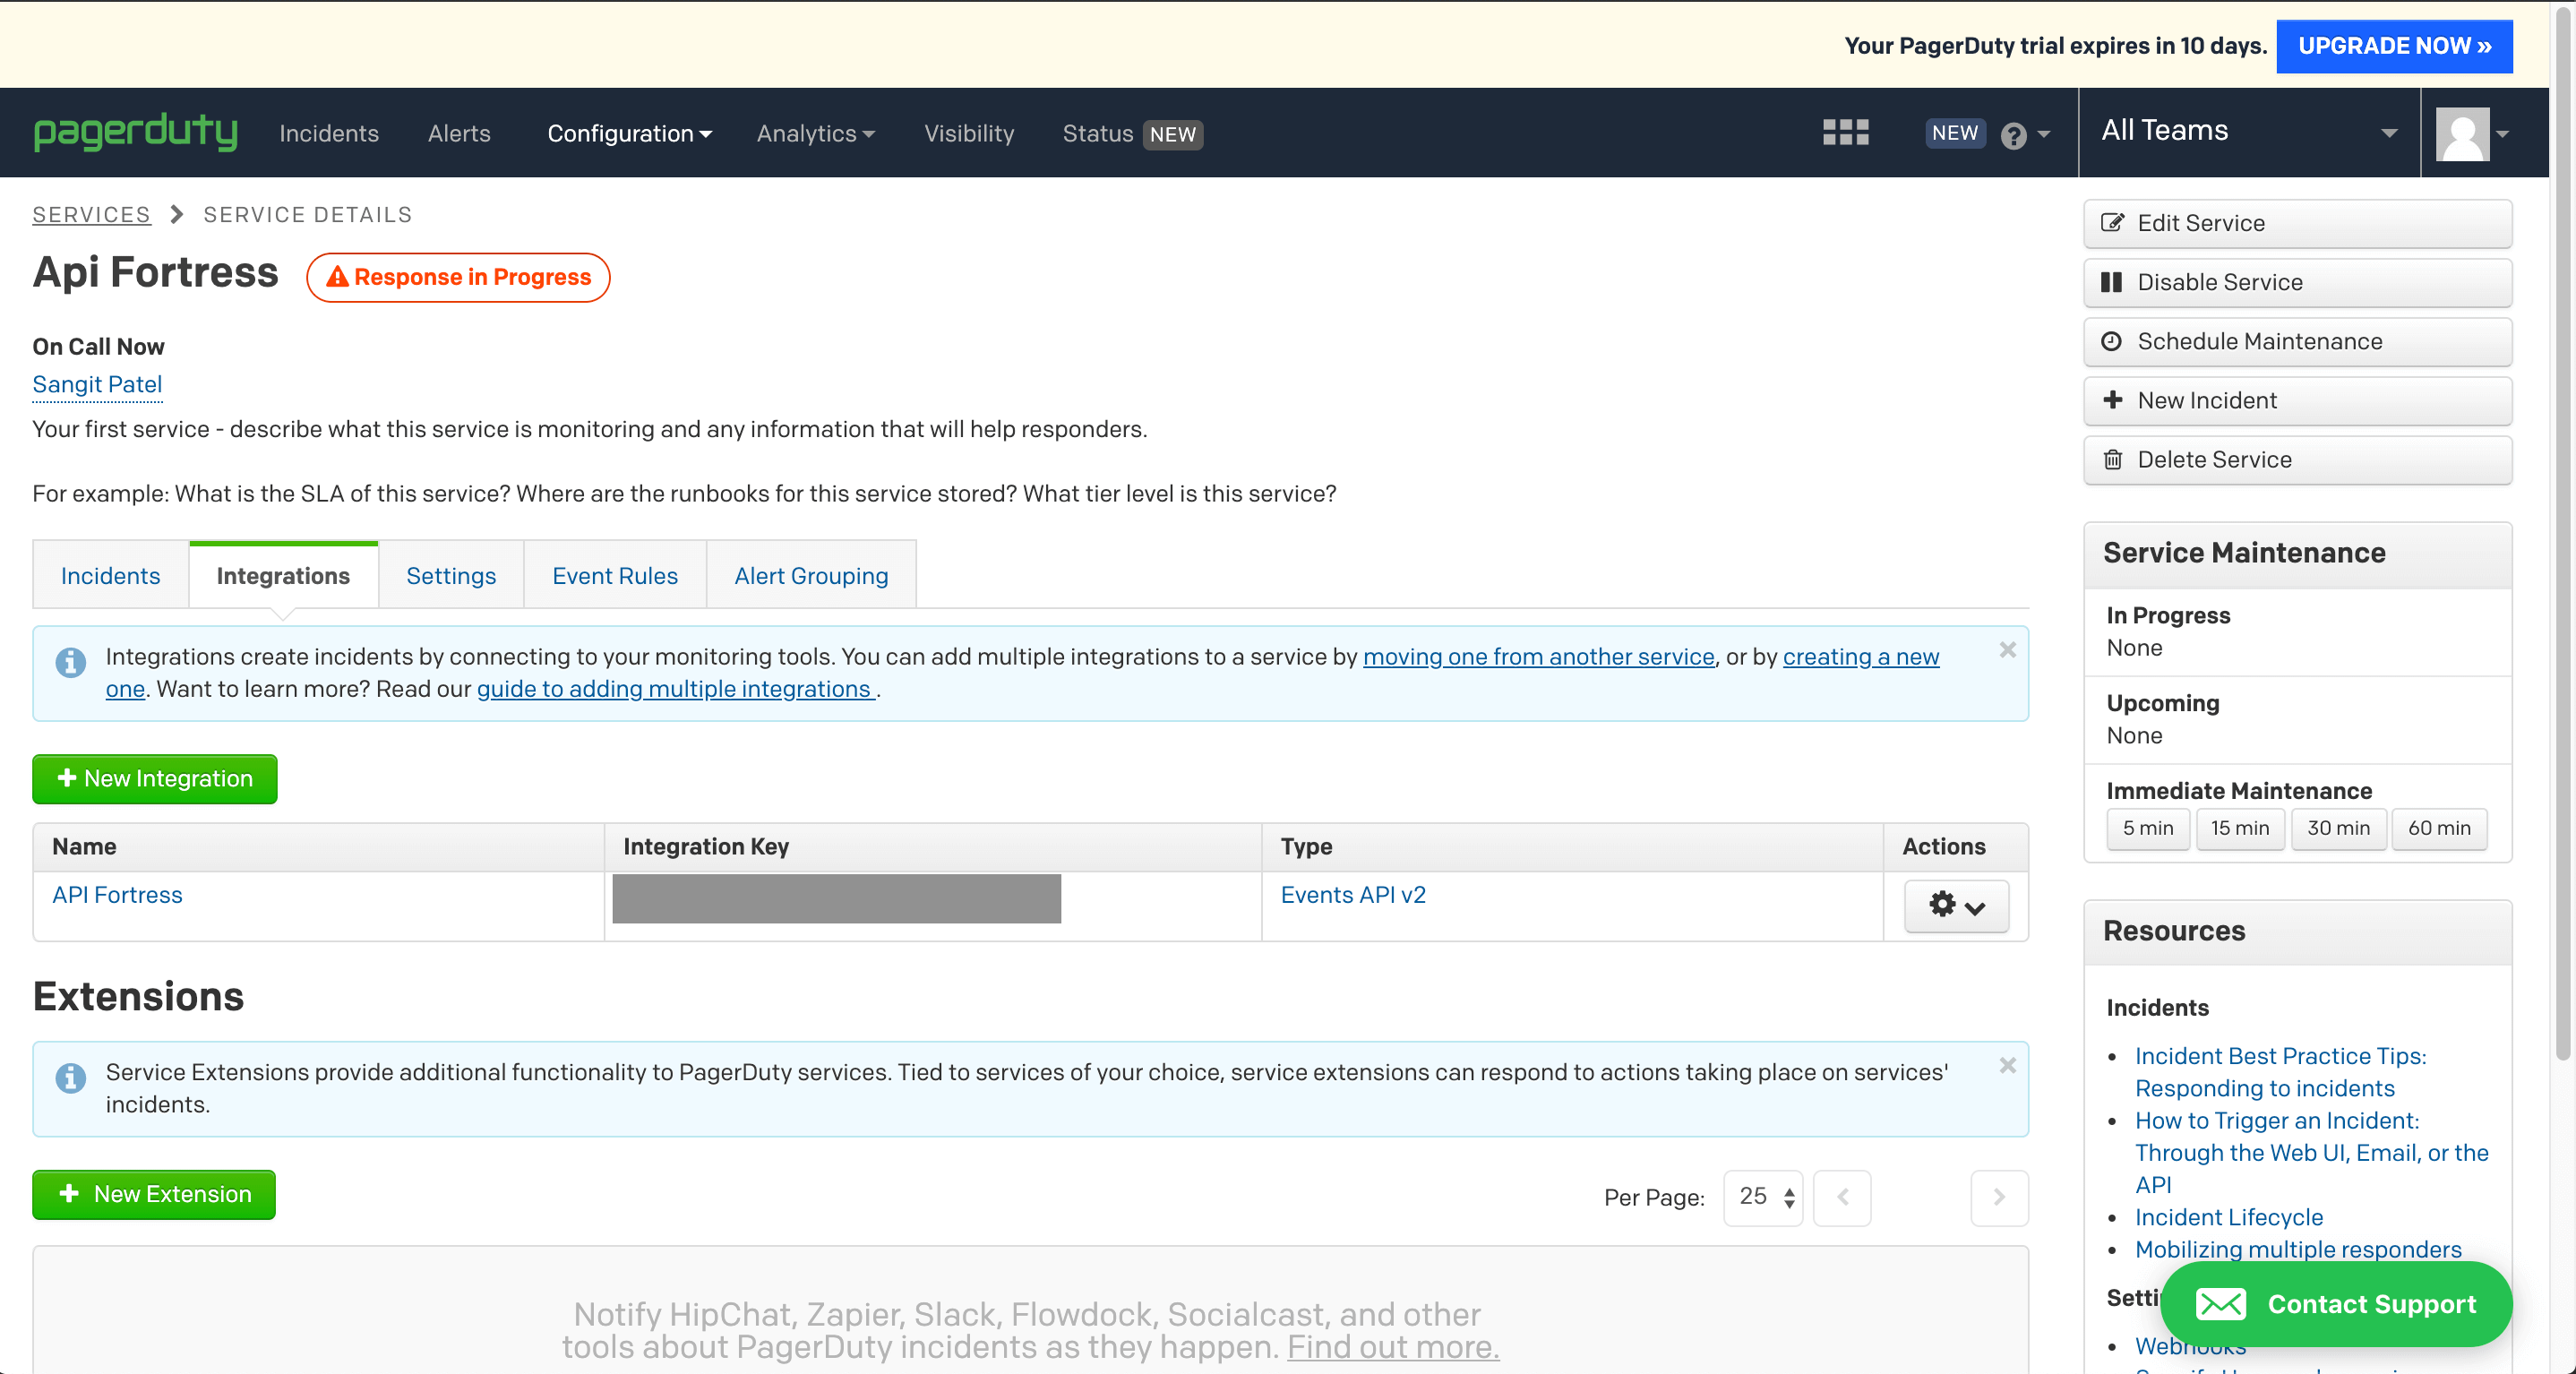 Your PagerDuty trial expires in 10 days. UPGRADE NOW »
pagerduty Incidents Alerts Configuration Analytics Visibility Status NEW NEW ? All Teams
SERVICES > SERVICE DETAILS
Api Fortress Response in Progress
On Call Now
Sangit Patel
Your first service - describe what this service is monitoring and any information that will help responders.
For example: What is the SLA of this service? Where are the runbooks for this service stored? What tier level is this service?
Incidents Integrations Settings Event Rules Alert Grouping
Integrations create incidents by connecting to your monitoring tools. You can add multiple integrations to a service by moving one from another service, or by creating a new
one. Want to learn more? Read our guide to adding multiple integrations .
+ New Integration
Name Integration Key Type Actions
API Fortress Events API v2
Extensions
Service Extensions provide additional functionality to PagerDuty services. Tied to services of your choice, service extensions can respond to actions taking place on services'
incidents.
+ New Extension
Per Page: 25
Notify HipChat, Zapier, Slack, Flowdock, Socialcast, and other
tools about PagerDuty incidents as they happen. Find out more.
Edit Service
Disable Service
Schedule Maintenance
New Incident
Delete Service
Service Maintenance
In Progress
None
Upcoming
None
Immediate Maintenance
5 min 15 min 30 min 60 min
Resources
Incidents
Incident Best Practice Tips:
Responding to incidents
How to Trigger an Incident:
Through the Web UI, Email, or the
API
Incident Lifecycle
Mobilizing multiple responders
Contact Support
Webhooks